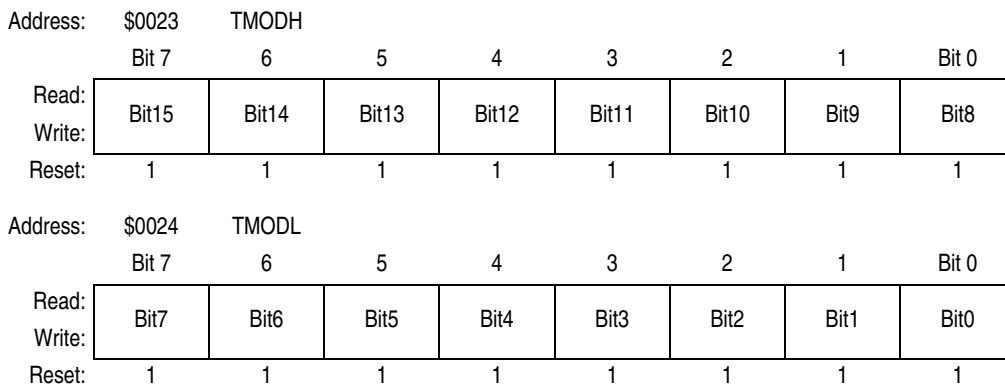 Address: $0023 TMODH
Bit 7 6 5 4 3 2 1 Bit 0
Read:
Bit15 Bit14 Bit13 Bit12 Bit11 Bit10 Bit9 Bit8
Write:
Reset: 1 1 1 1 1 1 1 1
Address: $0024 TMODL
Bit 7 6 5 4 3 2 1 Bit 0
Read:
Bit7 Bit6 Bit5 Bit4 Bit3 Bit2 Bit1 Bit0
Write:
Reset: 1 1 1 1 1 1 1 1